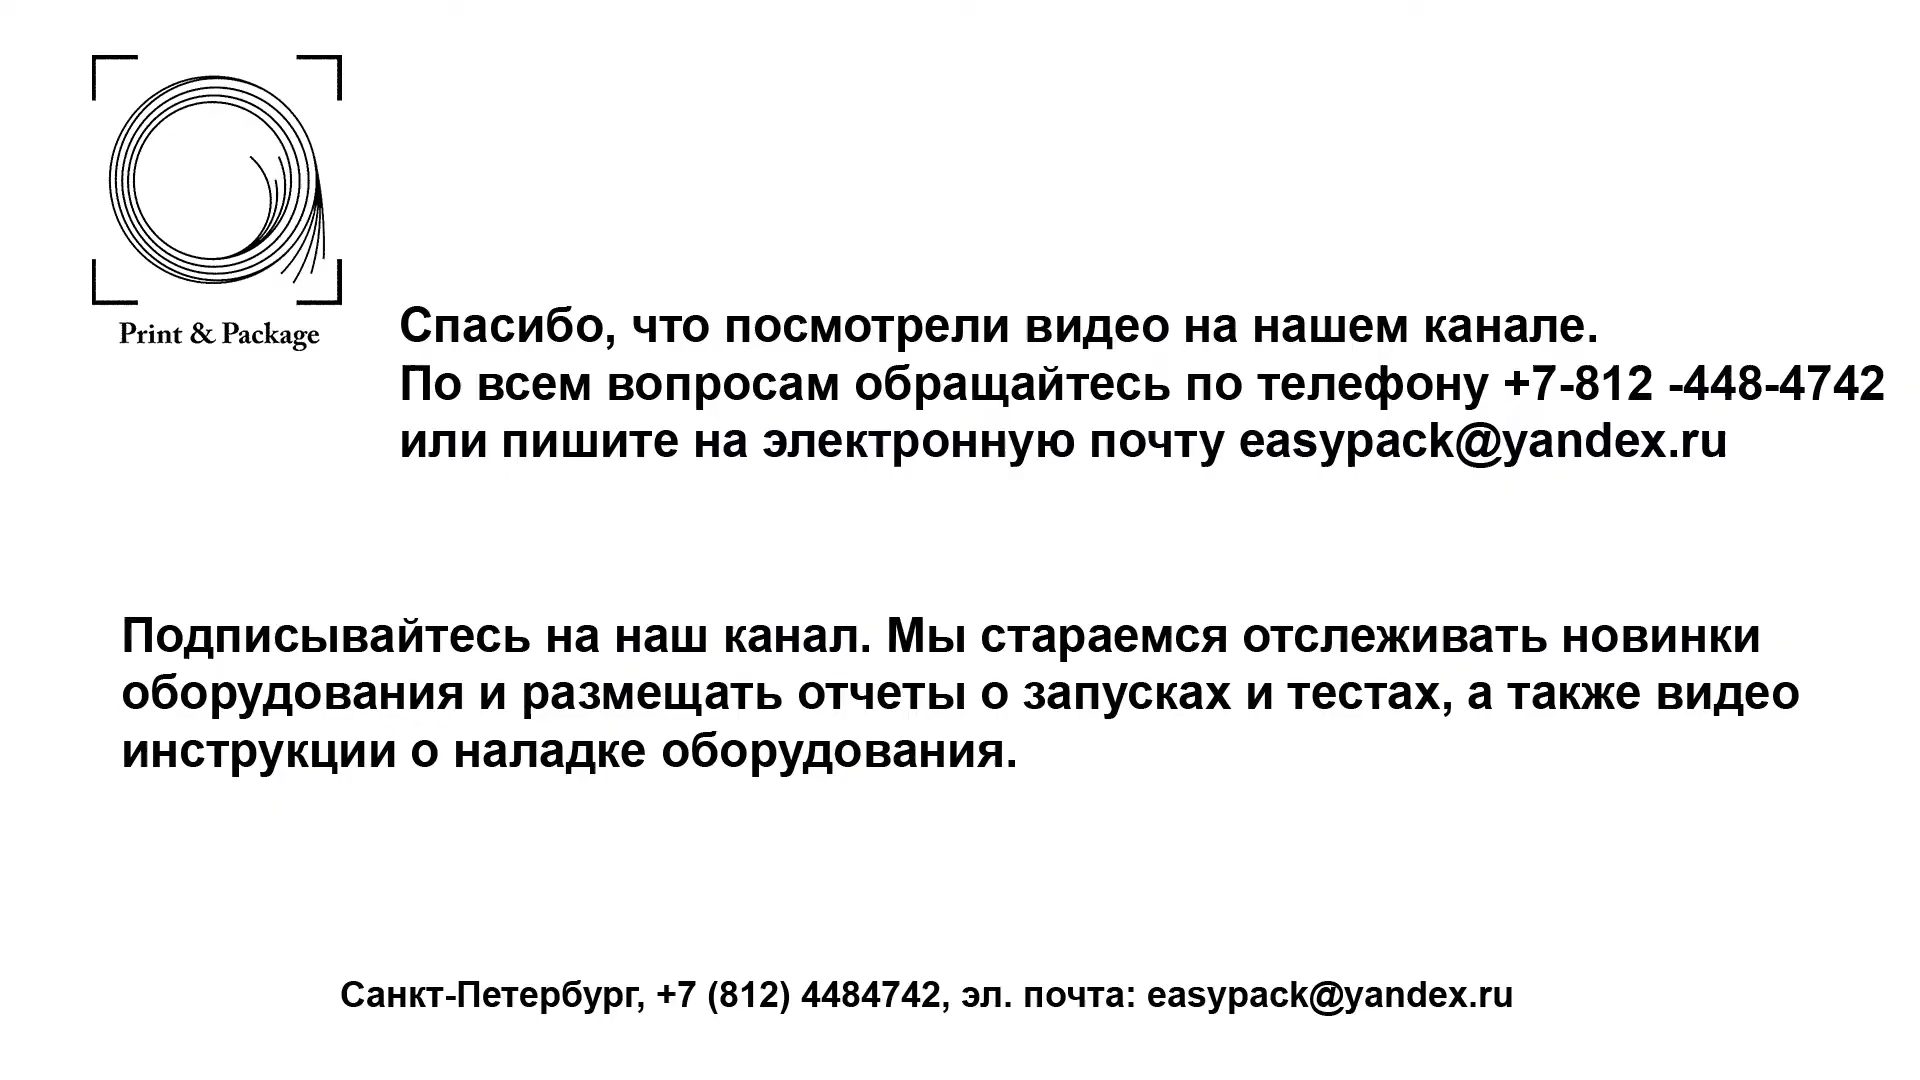 Print & Package
Спасибо, что посмотрели видео на нашем канале.
По всем вопросам обращайтесь по телефону +7-812 -448-4742
или пишите на электронную почту easypack@yandex.ru
Подписывайтесь на наш канал. Мы стараемся отслеживать новинки
оборудования и размещать отчеты о запусках и тестах, а также видео
инструкции о наладке оборудования.
Санкт-Петербург, +7 (812) 4484742, эл. почта: easypack@yandex.ru